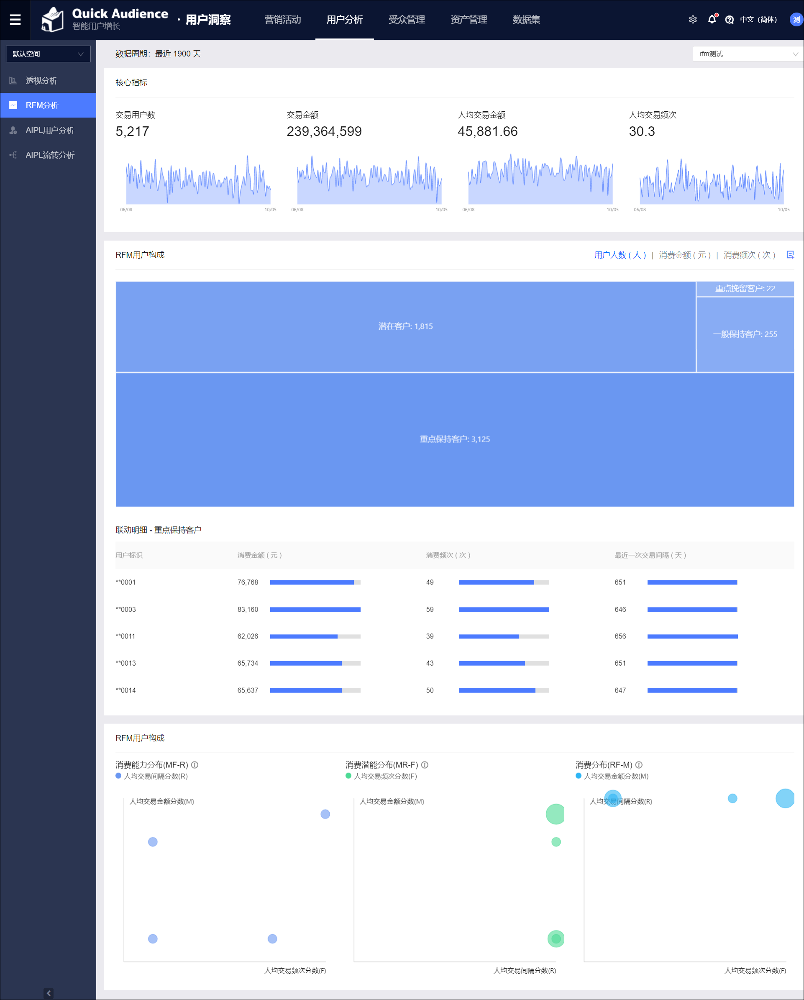 Quick Audience
智能用户增长
· 用户洞察
营销活动
用户分析
受众管理
资产管理
数据集
中文（简体）
测
默认空间
透视分析
RFM分析
AIPL用户分析
AIPL流转分析
数据周期：最近 1900 天
rfm测试
核心指标
交易用户数
5,217
交易金额
239,364,599
人均交易金额
45,881.66
人均交易频次
30.3
06/08
10/05
06/08
10/05
06/08
10/05
06/08
10/05
RFM用户构成
用户人数 ( 人 ) | 消费金额 ( 元 ) | 消费频次 ( 次 )
潜在客户: 1,815
重点挽留客户: 22
一般保持客户: 255
重点保持客户: 3,125
联动明细 - 重点保持客户
用户标识 消费金额 ( 元 ) 消费频次 ( 次 ) 最近一次交易间隔 ( 天 )
**0001 76,768 49 651
**0003 83,160 59 646
**0011 62,026 39 656
**0013 65,734 43 651
**0014 65,637 50 647
RFM用户构成
消费能力分布(MF-R)
人均交易间隔分数(R)
人均交易金额分数(M)
人均交易频次分数(F)
消费潜能分布(MR-F)
人均交易频次分数(F)
人均交易金额分数(M)
人均交易间隔分数(R)
消费分布(RF-M)
人均交易金额分数(M)
人均交易间隔分数(R)
人均交易频次分数(F)